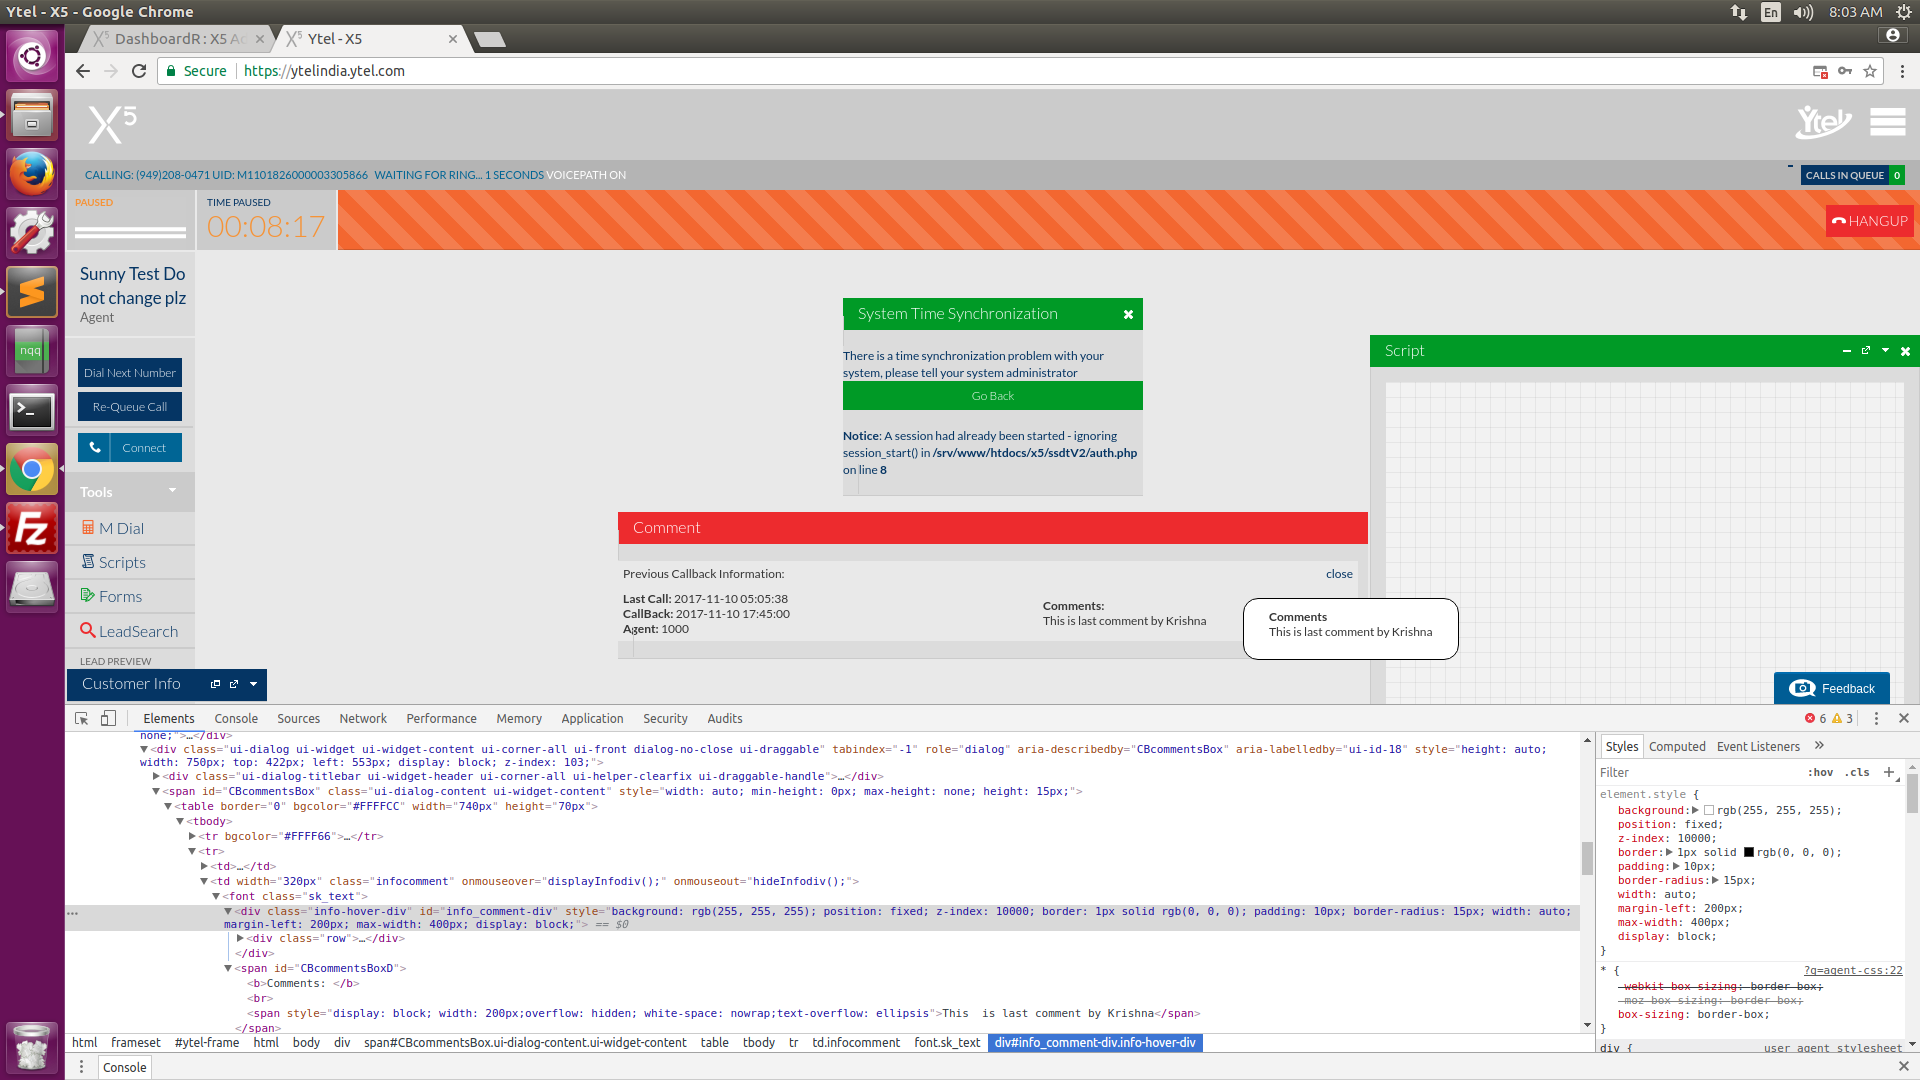 Ytel - X5 - Google Chrome
En
8:03 AM
DashboardR : X5 Ad
Ytel - X5
Secure
https://ytelindia.ytel.com
X5
Ytel
CALLING: (949)208-0471 UID: M1101826000003305866 WAITING FOR RING... 1 SECONDS VOICEPATH ON
CALLS IN QUEUE 0
PAUSED
TIME PAUSED
00:08:17
HANGUP
Sunny Test Do
not change plz
Agent
Dial Next Number
Re-Queue Call
Connect
Tools
M Dial
Scripts
Forms
LeadSearch
LEAD PREVIEW
Customer Info
nqq
Fz
System Time Synchronization
There is a time synchronization problem with your
system, please tell your system administrator
Go Back
Notice: A session had already been started - ignoring
session_start() in /srv/www/htdocs/x5/ssdtV2/auth.php
on line 8
Script
Comment
Previous Callback Information:
close
Last Call: 2017-11-10 05:05:38
CallBack: 2017-11-10 17:45:00
Agent: 1000
Comments:
This is last comment by Krishna
Comments
This is last comment by Krishna
Feedback
Elements Console Sources Network Performance Memory Application Security Audits
6 3
none;">…</div>
<div class="ui-dialog ui-widget ui-widget-content ui-corner-all ui-front dialog-no-close ui-draggable" tabindex="-1" role="dialog" aria-describedby="CBcommentsBox" aria-labelledby="ui-id-18" style="height: auto;
width: 750px; top: 422px; left: 553px; display: block; z-index: 103;">
<div class="ui-dialog-titlebar ui-widget-header ui-corner-all ui-helper-clearfix ui-draggable-handle">…</div>
<span id="CBcommentsBox" class="ui-dialog-content ui-widget-content" style="width: auto; min-height: 0px; max-height: none; height: 15px;">
<table border="0" bgcolor="#FFFFCC" width="740px" height="70px">
<tbody>
<tr bgcolor="#FFFF66">…</tr>
<tr>
<td>…</td>
<td width="320px" class="infocomment" onmouseover="displayInfodiv();" onmouseout="hideInfodiv();">
<font class="sk_text">
<div class="info-hover-div" id="info_comment-div" style="background: rgb(255, 255, 255); position: fixed; z-index: 10000; border: 1px solid rgb(0, 0, 0); padding: 10px; border-radius: 15px; width: auto;
margin-left: 200px; max-width: 400px; display: block;"> == $0
<div class="row">…</div>
</div>
<span id="CBcommentsBoxD">
<b>Comments: </b>
<br>
<span style="display: block; width: 200px;overflow: hidden; white-space: nowrap;text-overflow: ellipsis">This  is last comment by Krishna</span>
</span>
html frameset #ytel-frame html body div span#CBcommentsBox.ui-dialog-content.ui-widget-content table tbody tr td.infocomment font.sk_text div#info_comment-div.info-hover-div
Console
Styles Computed Event Listeners »
Filter :hov .cls +
element.style {
background: rgb(255, 255, 255);
position: fixed;
z-index: 10000;
border: 1px solid rgb(0, 0, 0);
padding: 10px;
border-radius: 15px;
width: auto;
margin-left: 200px;
max-width: 400px;
display: block;
}
* { ?g=agent-css:22
-webkit-box-sizing: border-box;
-moz-box-sizing: border-box;
box-sizing: border-box;
}
div { user agent stylesheet